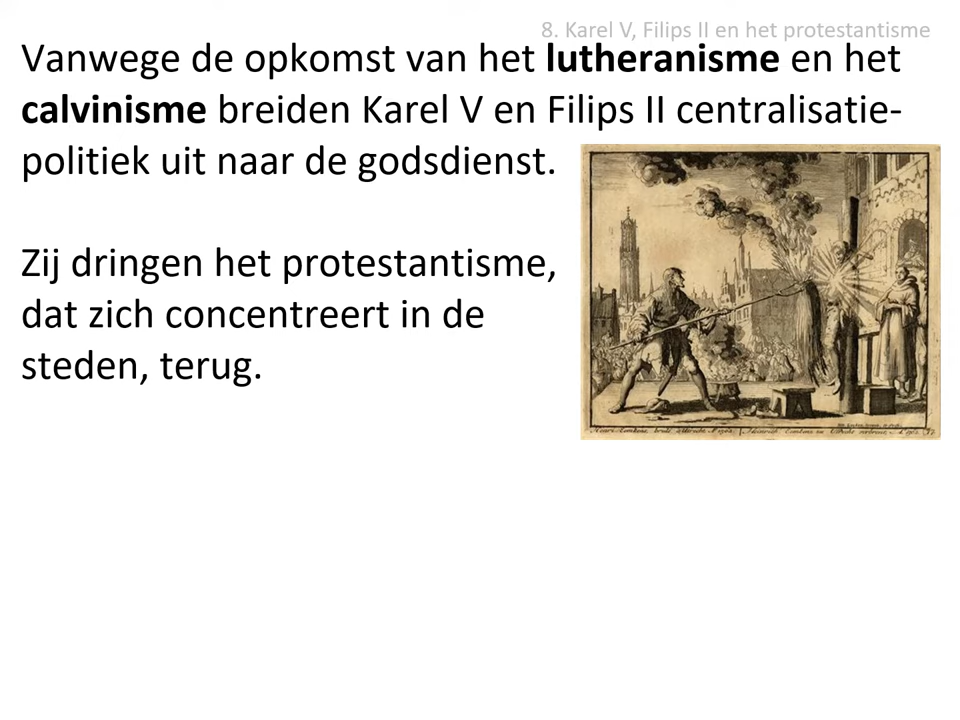 8. Karel V, Filips II en het protestantisme
Vanwege de opkomst van het lutheranisme en het
calvinisme breiden Karel V en Filips II centralisatie-
politiek uit naar de godsdienst.
Zij dringen het protestantisme,
dat zich concentreert in de
steden, terug.